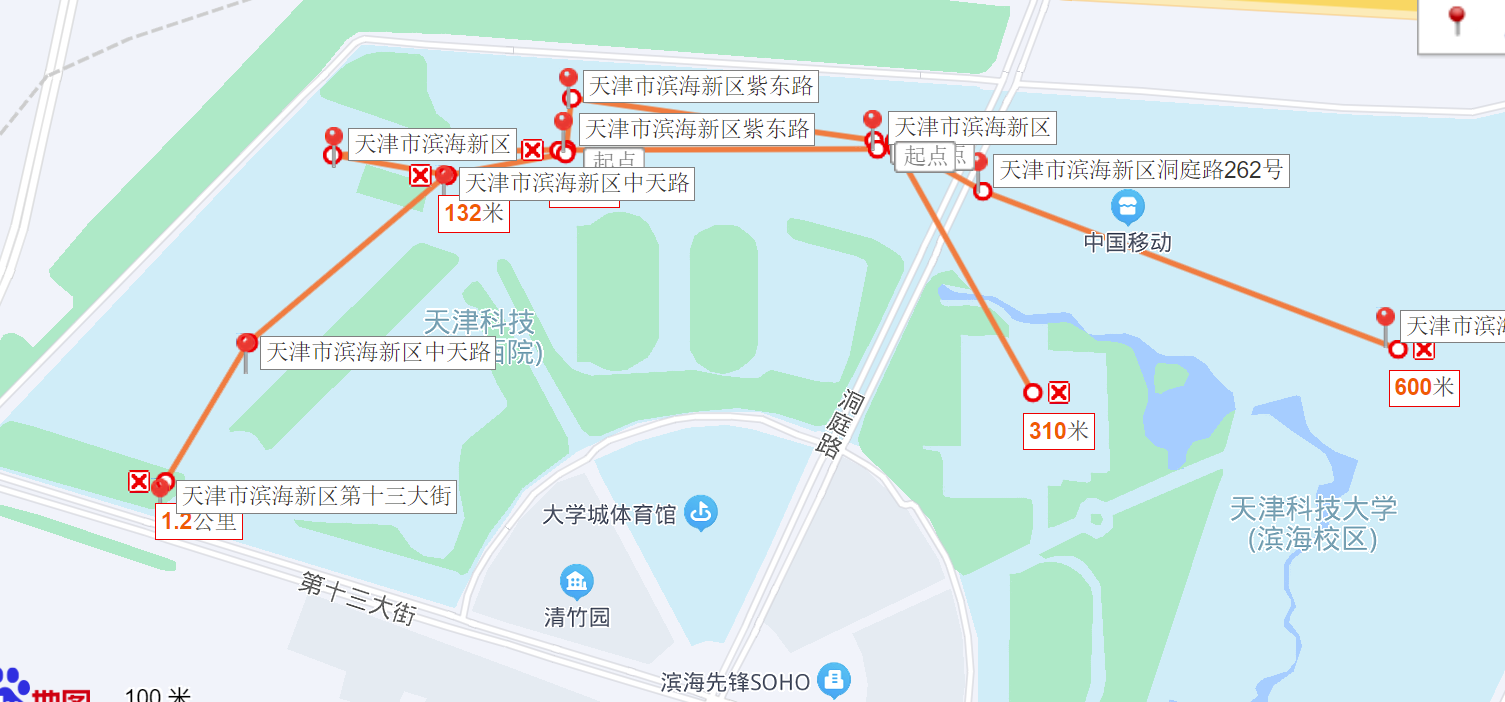 天津市滨海新区紫东路
天津市滨海新区紫东路
天津市滨海新区
天津市滨海新区
起点
起点
点
天津市滨海新区洞庭路262号
天津市滨海新区中天路
132米
中国移动
天津科技
天津市滨海
天津市滨海新区中天路
院)
600米
310米
洞庭路
天津市滨海新区第十三大街
1.2公里
大学城体育馆
天津科技大学
(滨海校区)
第十三大街
清竹园
滨海先锋SOHO
地图
100 米